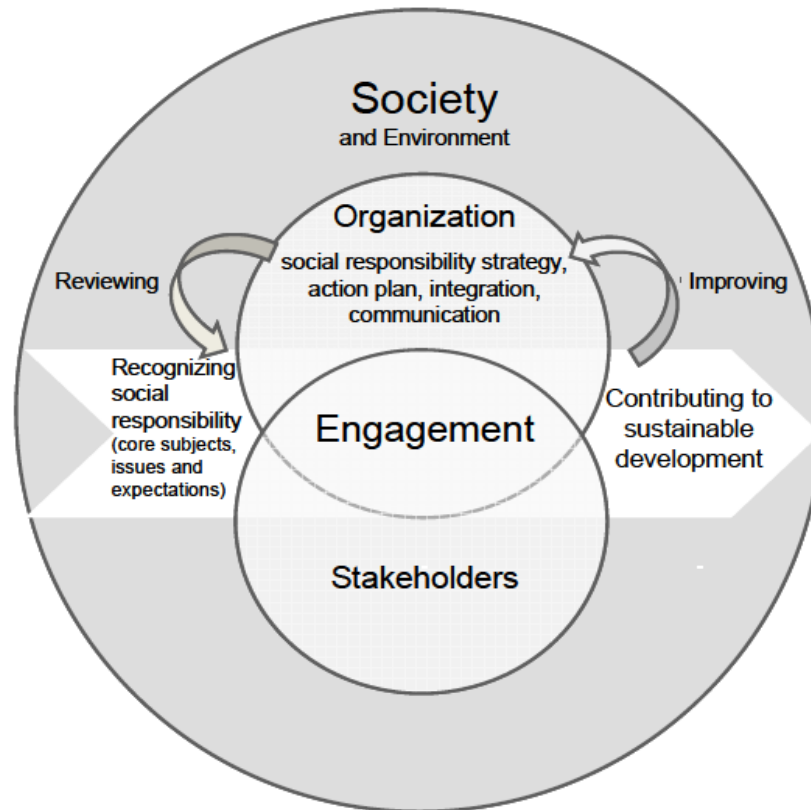 Society
and Environment
Organization
social responsibility strategy,
action plan, integration,
communication
Reviewing
Improving
Recognizing
social
responsibility
(core subjects,
issues and
expectations)
Engagement
Contributing to
sustainable
development
Stakeholders